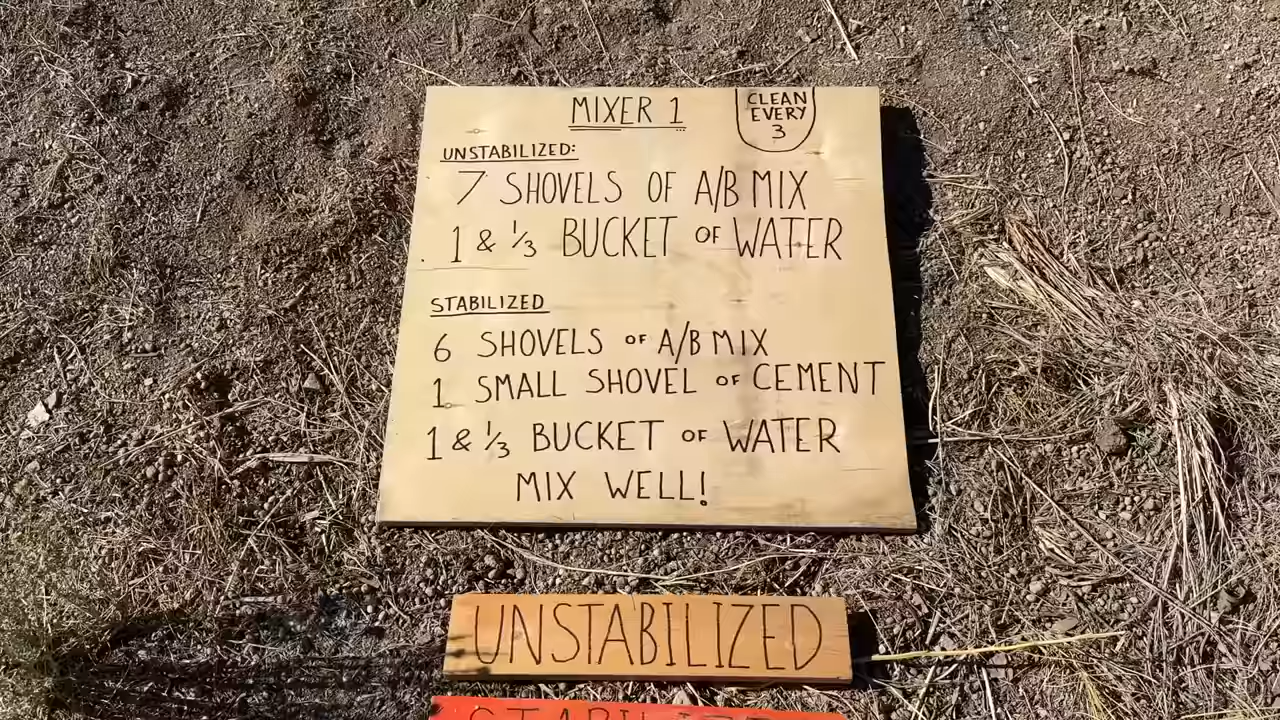 MIXER 1
CLEAN
EVERY
3
UNSTABILIZED:
7 SHOVELS OF A/B MIX
1 & 1/3 BUCKET OF WATER
STABILIZED
6 SHOVELS OF A/B MIX
1 SMALL SHOVEL OF CEMENT
1 & 1/3 BUCKET OF WATER
MIX WELL!
UNSTABILIZED
STABILIZED